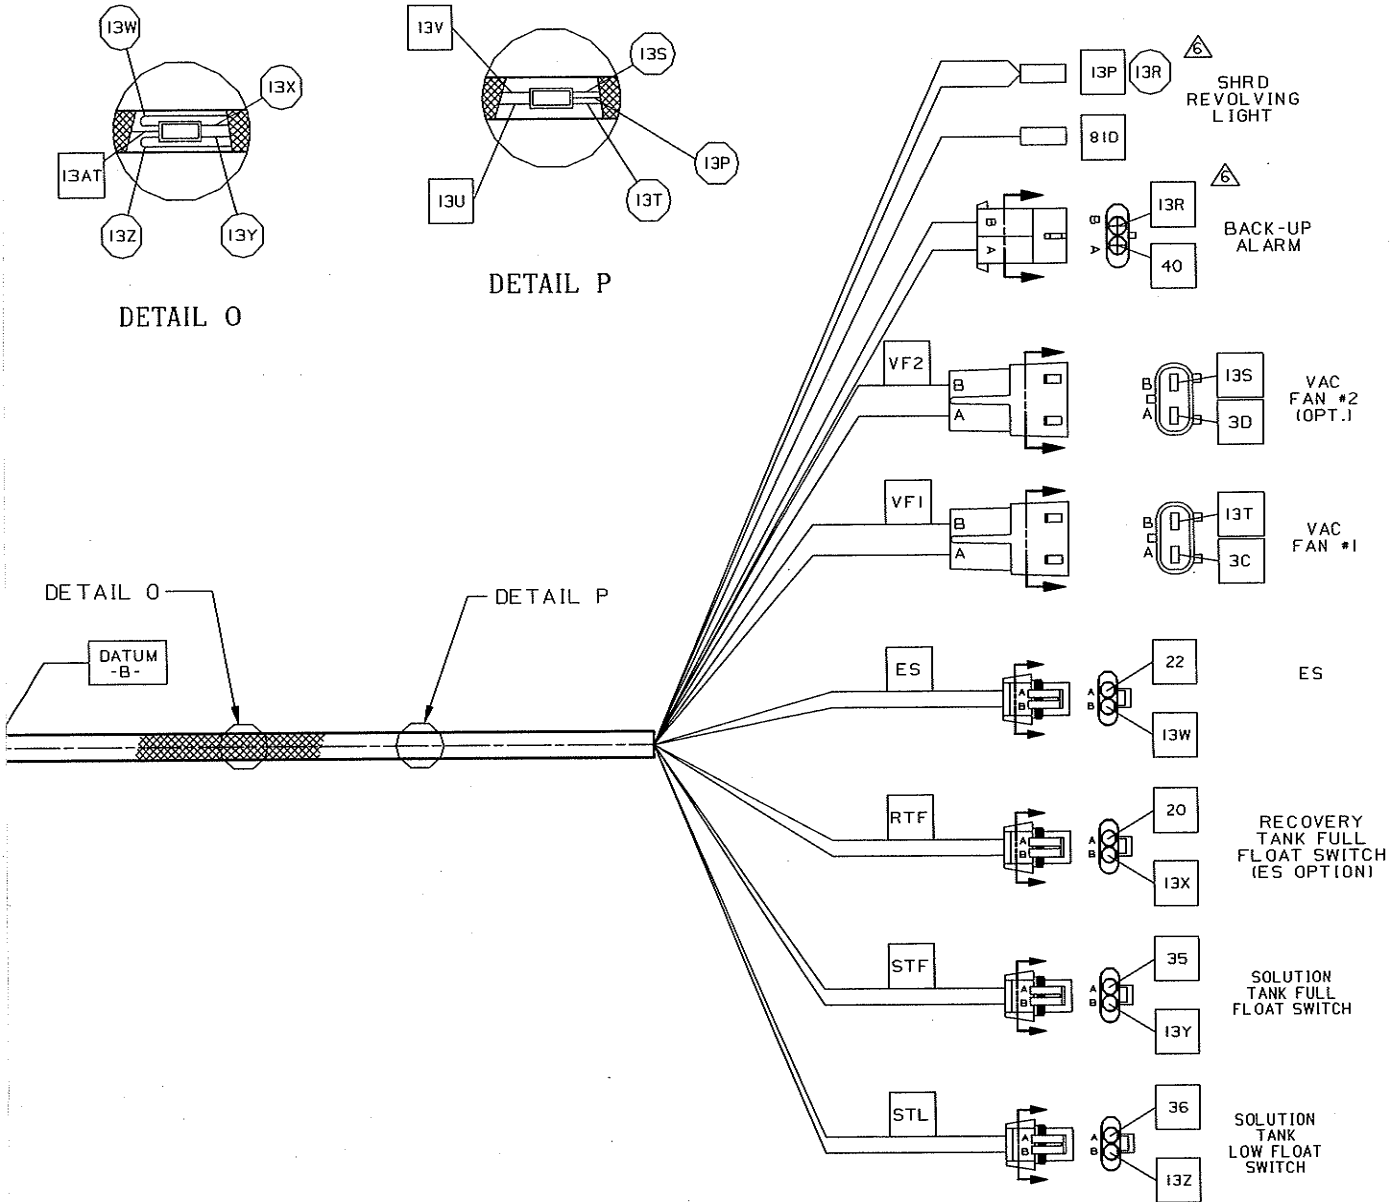 13W
13X
13AT
13Z
13Y
DETAIL O
13V
13S
13P
13U
13T
DETAIL P
13P
13R
6
SHRD
REVOLVING
LIGHT
81D
B
A
B
A
13R
40
6
BACK-UP
ALARM
VF2
B
A
B
A
13S
3D
VAC
FAN #2
(OPT.)
VF1
B
A
B
A
13T
3C
VAC
FAN #1
DETAIL O
DETAIL P
DATUM
-B-
ES
A
B
A
B
22
13W
ES
RTF
A
B
A
B
20
13X
RECOVERY
TANK FULL
FLOAT SWITCH
(ES OPTION)
STF
A
B
A
B
35
13Y
SOLUTION
TANK FULL
FLOAT SWITCH
STL
A
B
A
B
36
13Z
SOLUTION
TANK
LOW FLOAT
SWITCH